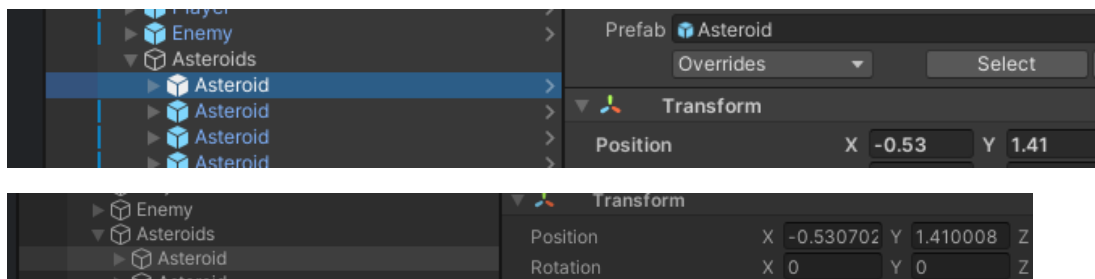 Player
Enemy
Asteroids
Asteroid
Asteroid
Asteroid
Asteroid
Prefab Asteroid
Overrides Select
Transform
Position X -0.53 Y 1.41
Enemy
Asteroids
Asteroid
Asteroid
Transform
Position X -0.530702 Y 1.410008 Z
Rotation X 0 Y 0 Z